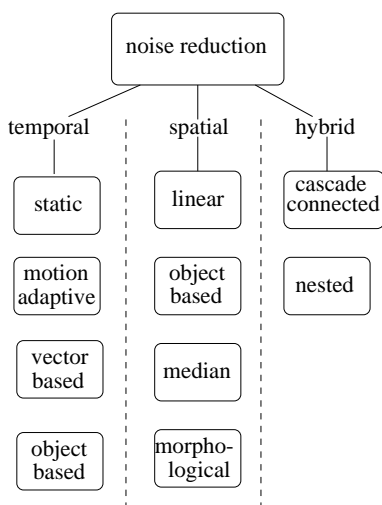 noise reduction
temporal
spatial
hybrid
static
motion
adaptive
vector
based
object
based
linear
object
based
median
morpho-
logical
cascade
connected
nested